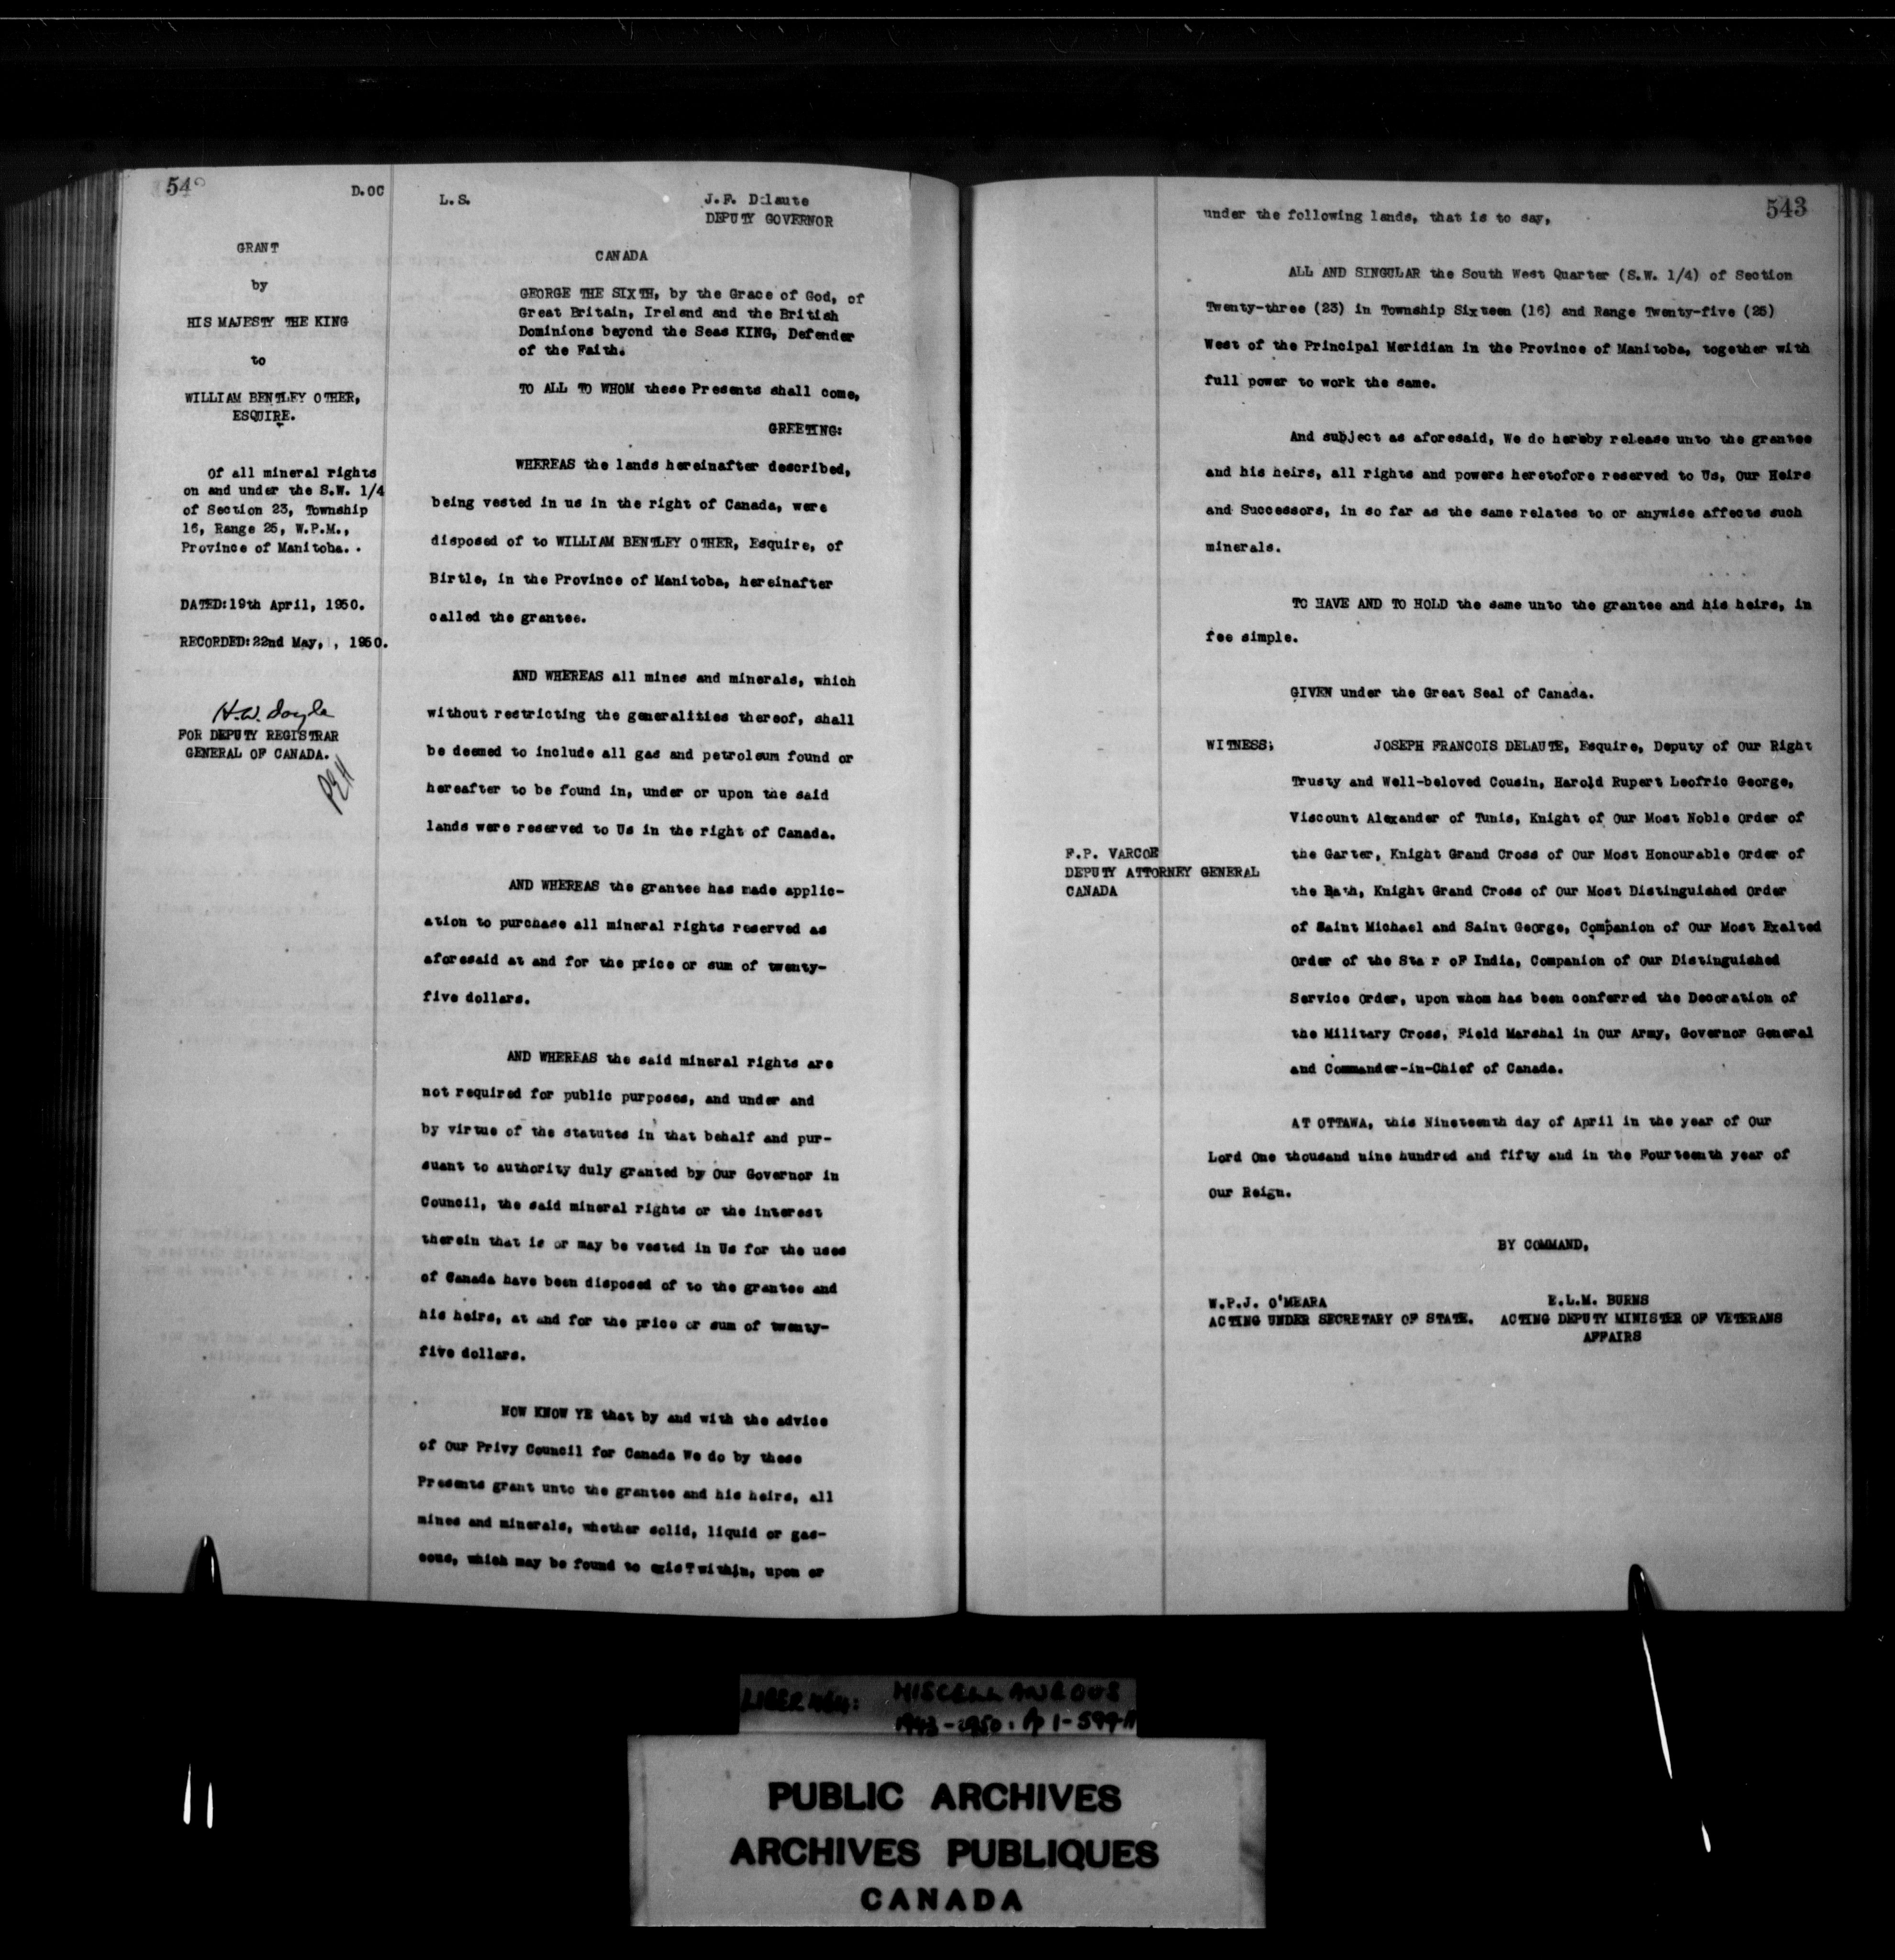 54
D.OC
GRANT
by
HIS MAJESTY THE KING
to
WILLIAM BENTLEY OTHER,
ESQUIRE.
Of all mineral rights
on and under the S.W. 1/4
of Section 23, Township
16, Range 25, W.P.M.,
Province of Manitoba. .
DATED:19th April, 1950.
RECORDED:22nd May, , 1950.
H.W. Doyle
FOR DEPUTY REGISTRAR
GENERAL OF CANADA.
L.S.
J.F. Delaute
DEPUTY GOVERNOR
CANADA
GEORGE THE SIXTH, by the Grace of God, of
Great Britain, Ireland and the British
Dominions beyond the Seas KING, Defender
of the Faith.
TO ALL TO WHOM these Presents shall come,
GREETING:
WHEREAS the lands hereinafter described,
being vested in us in the right of Canada, were
disposed of to WILLIAM BENTLEY OTHER, Esquire, of
Birtle, in the Province of Manitoba, hereinafter
called the grantee.
AND WHEREAS all mines and minerals, which
without restricting the generalities thereof, shall
be deemed to include all gas and petroleum found or
hereafter to be found in, under or upon the said
lands were reserved to Us in the right of Canada.
AND WHEREAS the grantee has made applic-
ation to purchase all mineral rights reserved as
aforesaid at and for the price or sum of twenty-
five dollars.
AND WHEREAS the said mineral rights are
not required for public purposes, and under and
by virtue of the statutes in that behalf and pur-
suant to authority duly granted by Our Governor in
Council, the said mineral rights or the interest
therein that is or may be vested in Us for the uses
of Canada have been disposed of to the grantee and
his heirs, at and for the price or sum of twenty-
five dollars.
NOW KNOW YE that by and with the advice
of Our Privy Council for Canada We do by these
Presents grant unto the grantee and his heirs, all
mines and minerals, whether solid, liquid or gas-
eous, which may be found to exisT within, upon or
543
under the following lands, that is to say,
ALL AND SINGULAR the South West Quarter (S.W. 1/4) of Section
Twenty-three (23) in Township Sixteen (16) and Range Twenty-five (25)
West of the Principal Meridian in the Province of Manitoba, together with
full power to work the same.
And subject as aforesaid, We do hereby release unto the grantee
and his heirs, all rights and powers heretofore reserved to Us, Our Heirs
and Successors, in so far as the same relates to or anywise affects such
minerals.
TO HAVE AND TO HOLD the same unto the grantee and his heirs, in
fee simple.
GIVEN under the Great Seal of Canada.
WITNESS; JOSEPH FRANCOIS DELAUTE, Esquire, Deputy of Our Right
Trusty and Well-beloved Cousin, Harold Rupert Leofric George,
Viscount Alexander of Tunis, Knight of Our Most Noble Order of
the Garter, Knight Grand Cross of Our Most Honourable Order of
the Bath, Knight Grand Cross of Our Most Distinguished Order
of Saint Michael and Saint George, Companion of Our Most Exalted
Order of the Sta r oF India, Companion of Our Distinguished
Service Order, upon whom has been conferred the Decoration of
the Military Cross, Field Marshal in Our Army, Governor General
and Commander-in-Chief of Canada.
F.P. VARCOE
DEPUTY ATTORNEY GENERAL
CANADA
AT OTTAWA, this Nineteenth day of April in the year of Our
Lord One thousand nine hundred and fifty and in the Fourteenth year of
Our Reign.
BY COMMAND,
W.P.J. O'MEARA
ACTING UNDER SECRETARY OF STATE.
E.L.M. BURNS
ACTING DEPUTY MINISTER OF VETERANS
AFFAIRS
LIBER 464: MISCELLANEOUS
1943-1950. Pp 1-599
PUBLIC ARCHIVES
ARCHIVES PUBLIQUES
CANADA